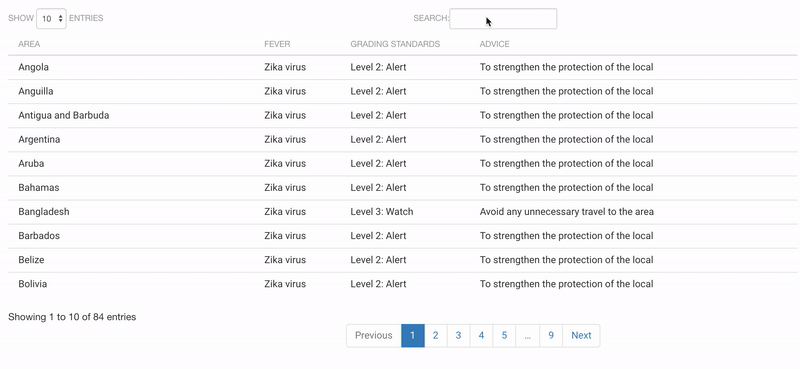 SHOW 10 ENTRIES SEARCH:
AREA FEVER GRADING STANDARDS ADVICE
Angola Zika virus Level 2: Alert To strengthen the protection of the local
Anguilla Zika virus Level 2: Alert To strengthen the protection of the local
Antigua and Barbuda Zika virus Level 2: Alert To strengthen the protection of the local
Argentina Zika virus Level 2: Alert To strengthen the protection of the local
Aruba Zika virus Level 2: Alert To strengthen the protection of the local
Bahamas Zika virus Level 2: Alert To strengthen the protection of the local
Bangladesh Zika virus Level 3: Watch Avoid any unnecessary travel to the area
Barbados Zika virus Level 2: Alert To strengthen the protection of the local
Belize Zika virus Level 2: Alert To strengthen the protection of the local
Bolivia Zika virus Level 2: Alert To strengthen the protection of the local
Showing 1 to 10 of 84 entries
Previous 1 2 3 4 5 ... 9 Next